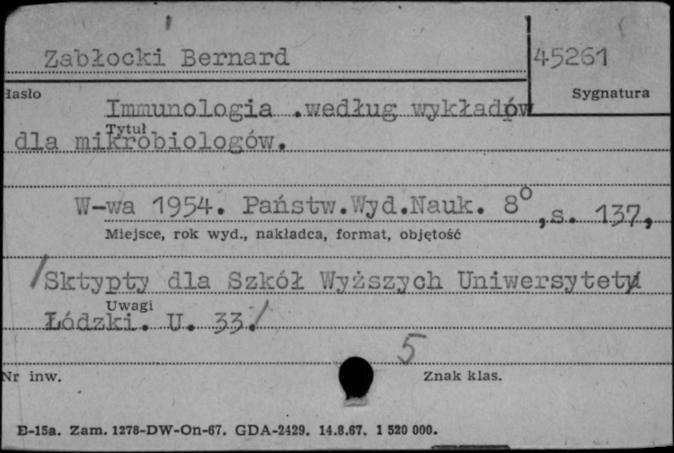 Zabłocki Bernard 45261
Hasło Sygnatura
Immunologia .według wykładów
Tytuł
dla mikrobiologów.
W-wa 1954. Państw.Wyd.Nauk. 8° ,s. 137,
Miejsce, rok wyd., nakładca, format, objętość
/Sktypty dla Szkół Wyższych Uniwersytety
Uwagi
Łódzki. U. 33./
5
Nr inw. Znak klas.
E-15a. Zam. 1278-DW-On-67. GDA-2429. 14.8.67. 1 520 000.